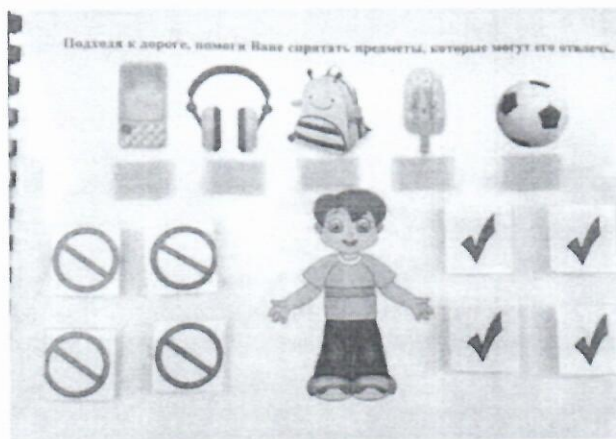 Подходя к дороге, помоги Ване спрятать предметы, которые могут его отвлечь.